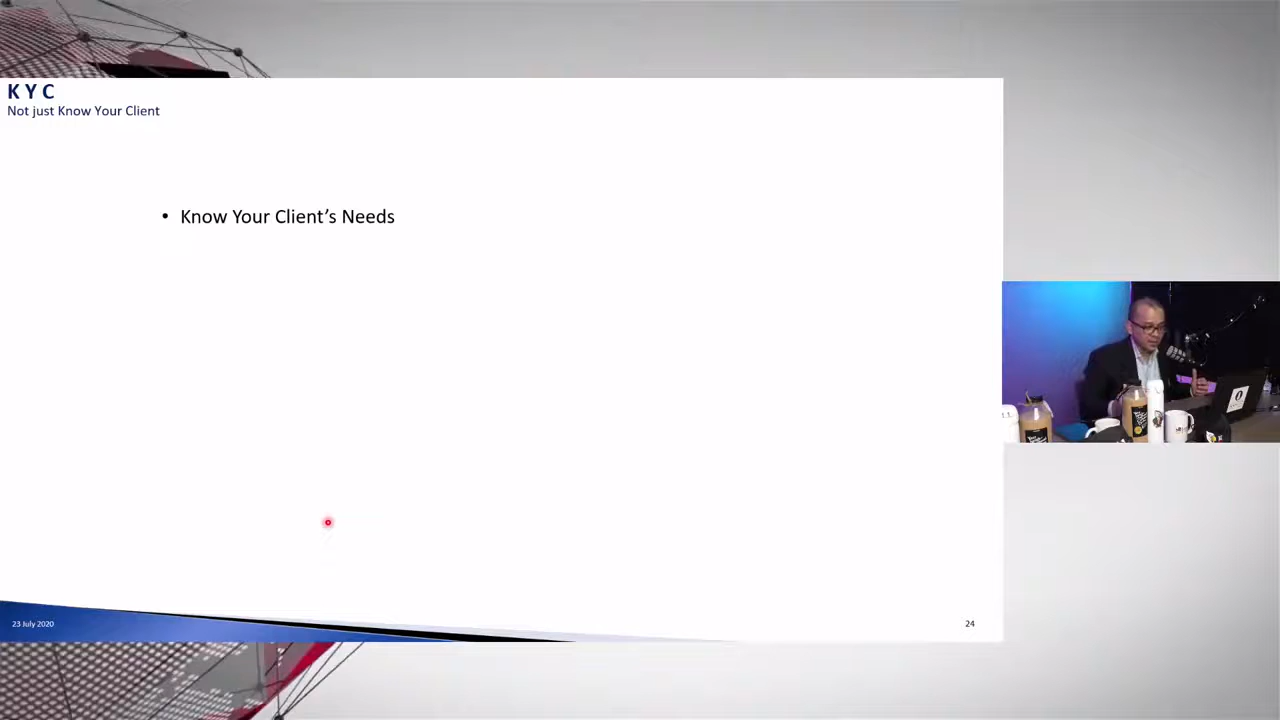 K Y C
Not just Know Your Client
• Know Your Client’s Needs
23 July 2020
24